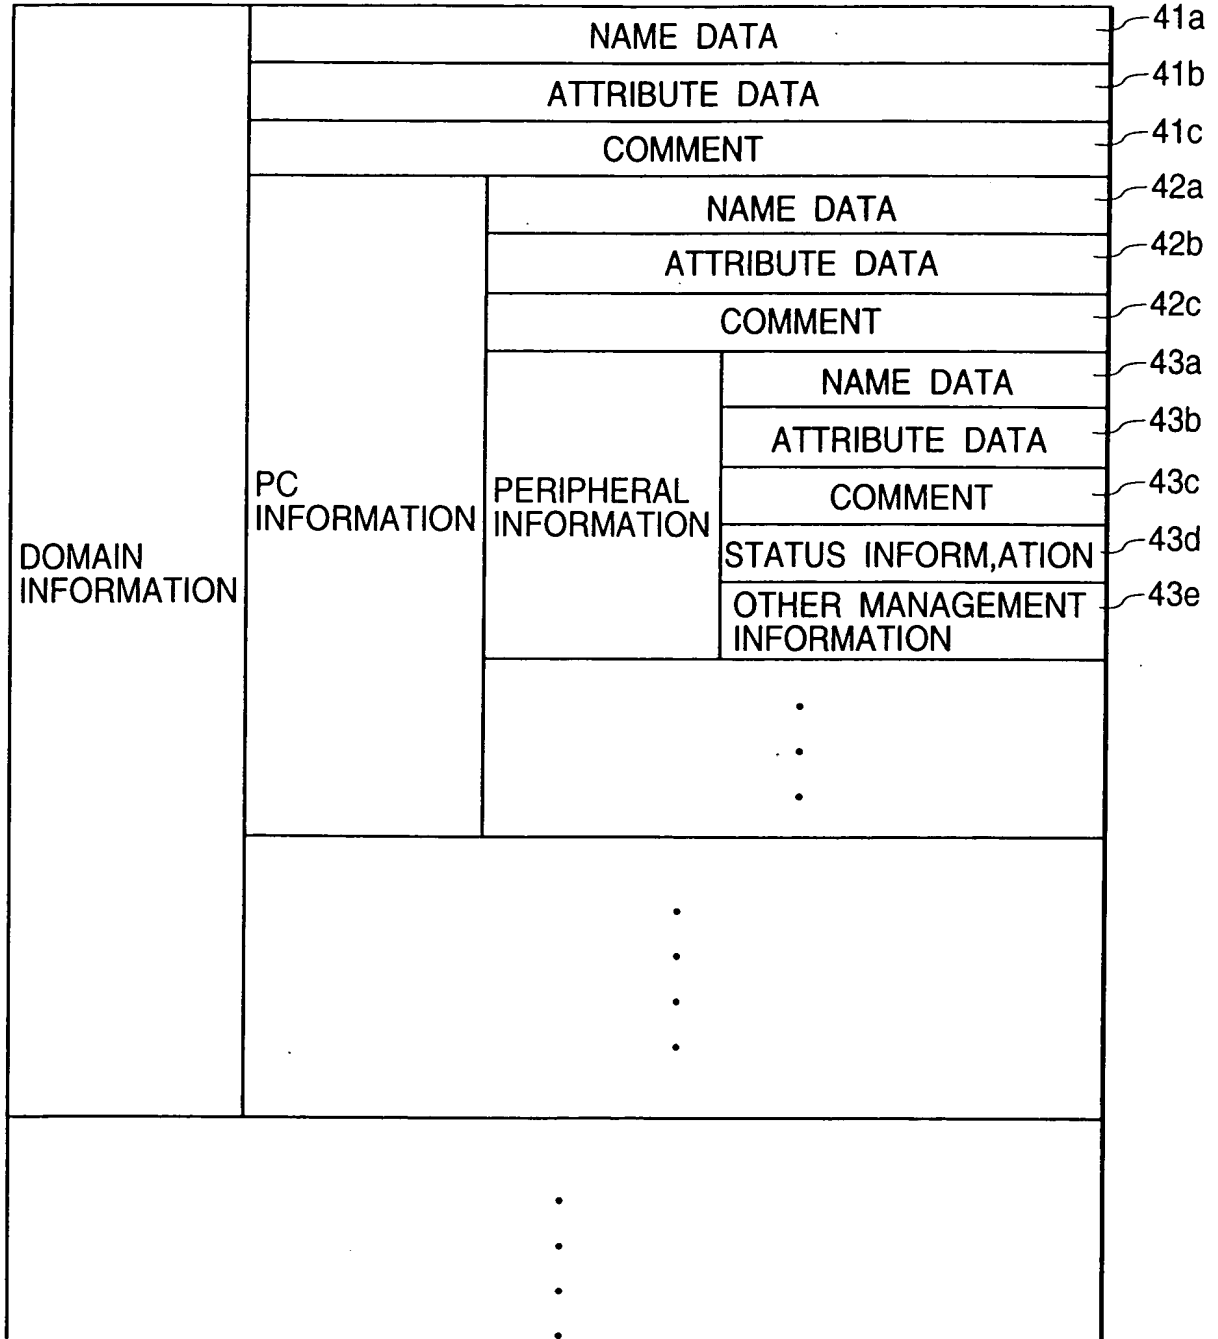 NAME DATA 41a
ATTRIBUTE DATA 41b
COMMENT 41c
NAME DATA 42a
ATTRIBUTE DATA 42b
COMMENT 42c
NAME DATA 43a
ATTRIBUTE DATA 43b
COMMENT 43c
STATUS INFORM,ATION 43d
OTHER MANAGEMENT 43e
INFORMATION
PERIPHERAL
INFORMATION
PC
INFORMATION
DOMAIN
INFORMATION